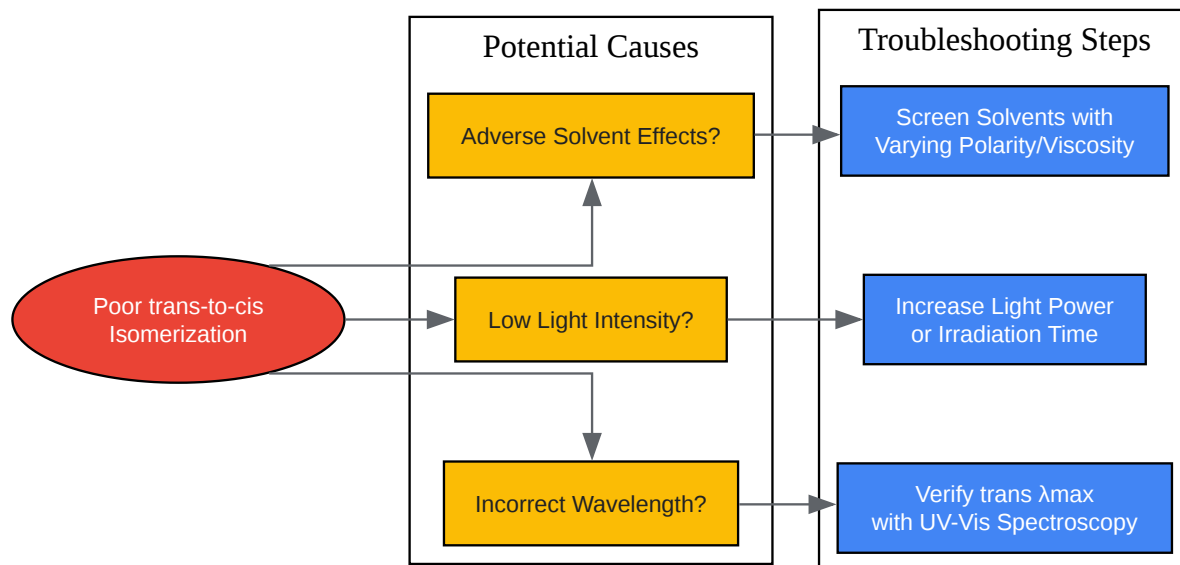 Potential Causes
Troubleshooting Steps
Adverse Solvent Effects?
Screen Solvents with
Varying Polarity/Viscosity
Poor trans-to-cis
Isomerization
Low Light Intensity?
Increase Light Power
or Irradiation Time
Incorrect Wavelength?
Verify trans λmax
with UV-Vis Spectroscopy